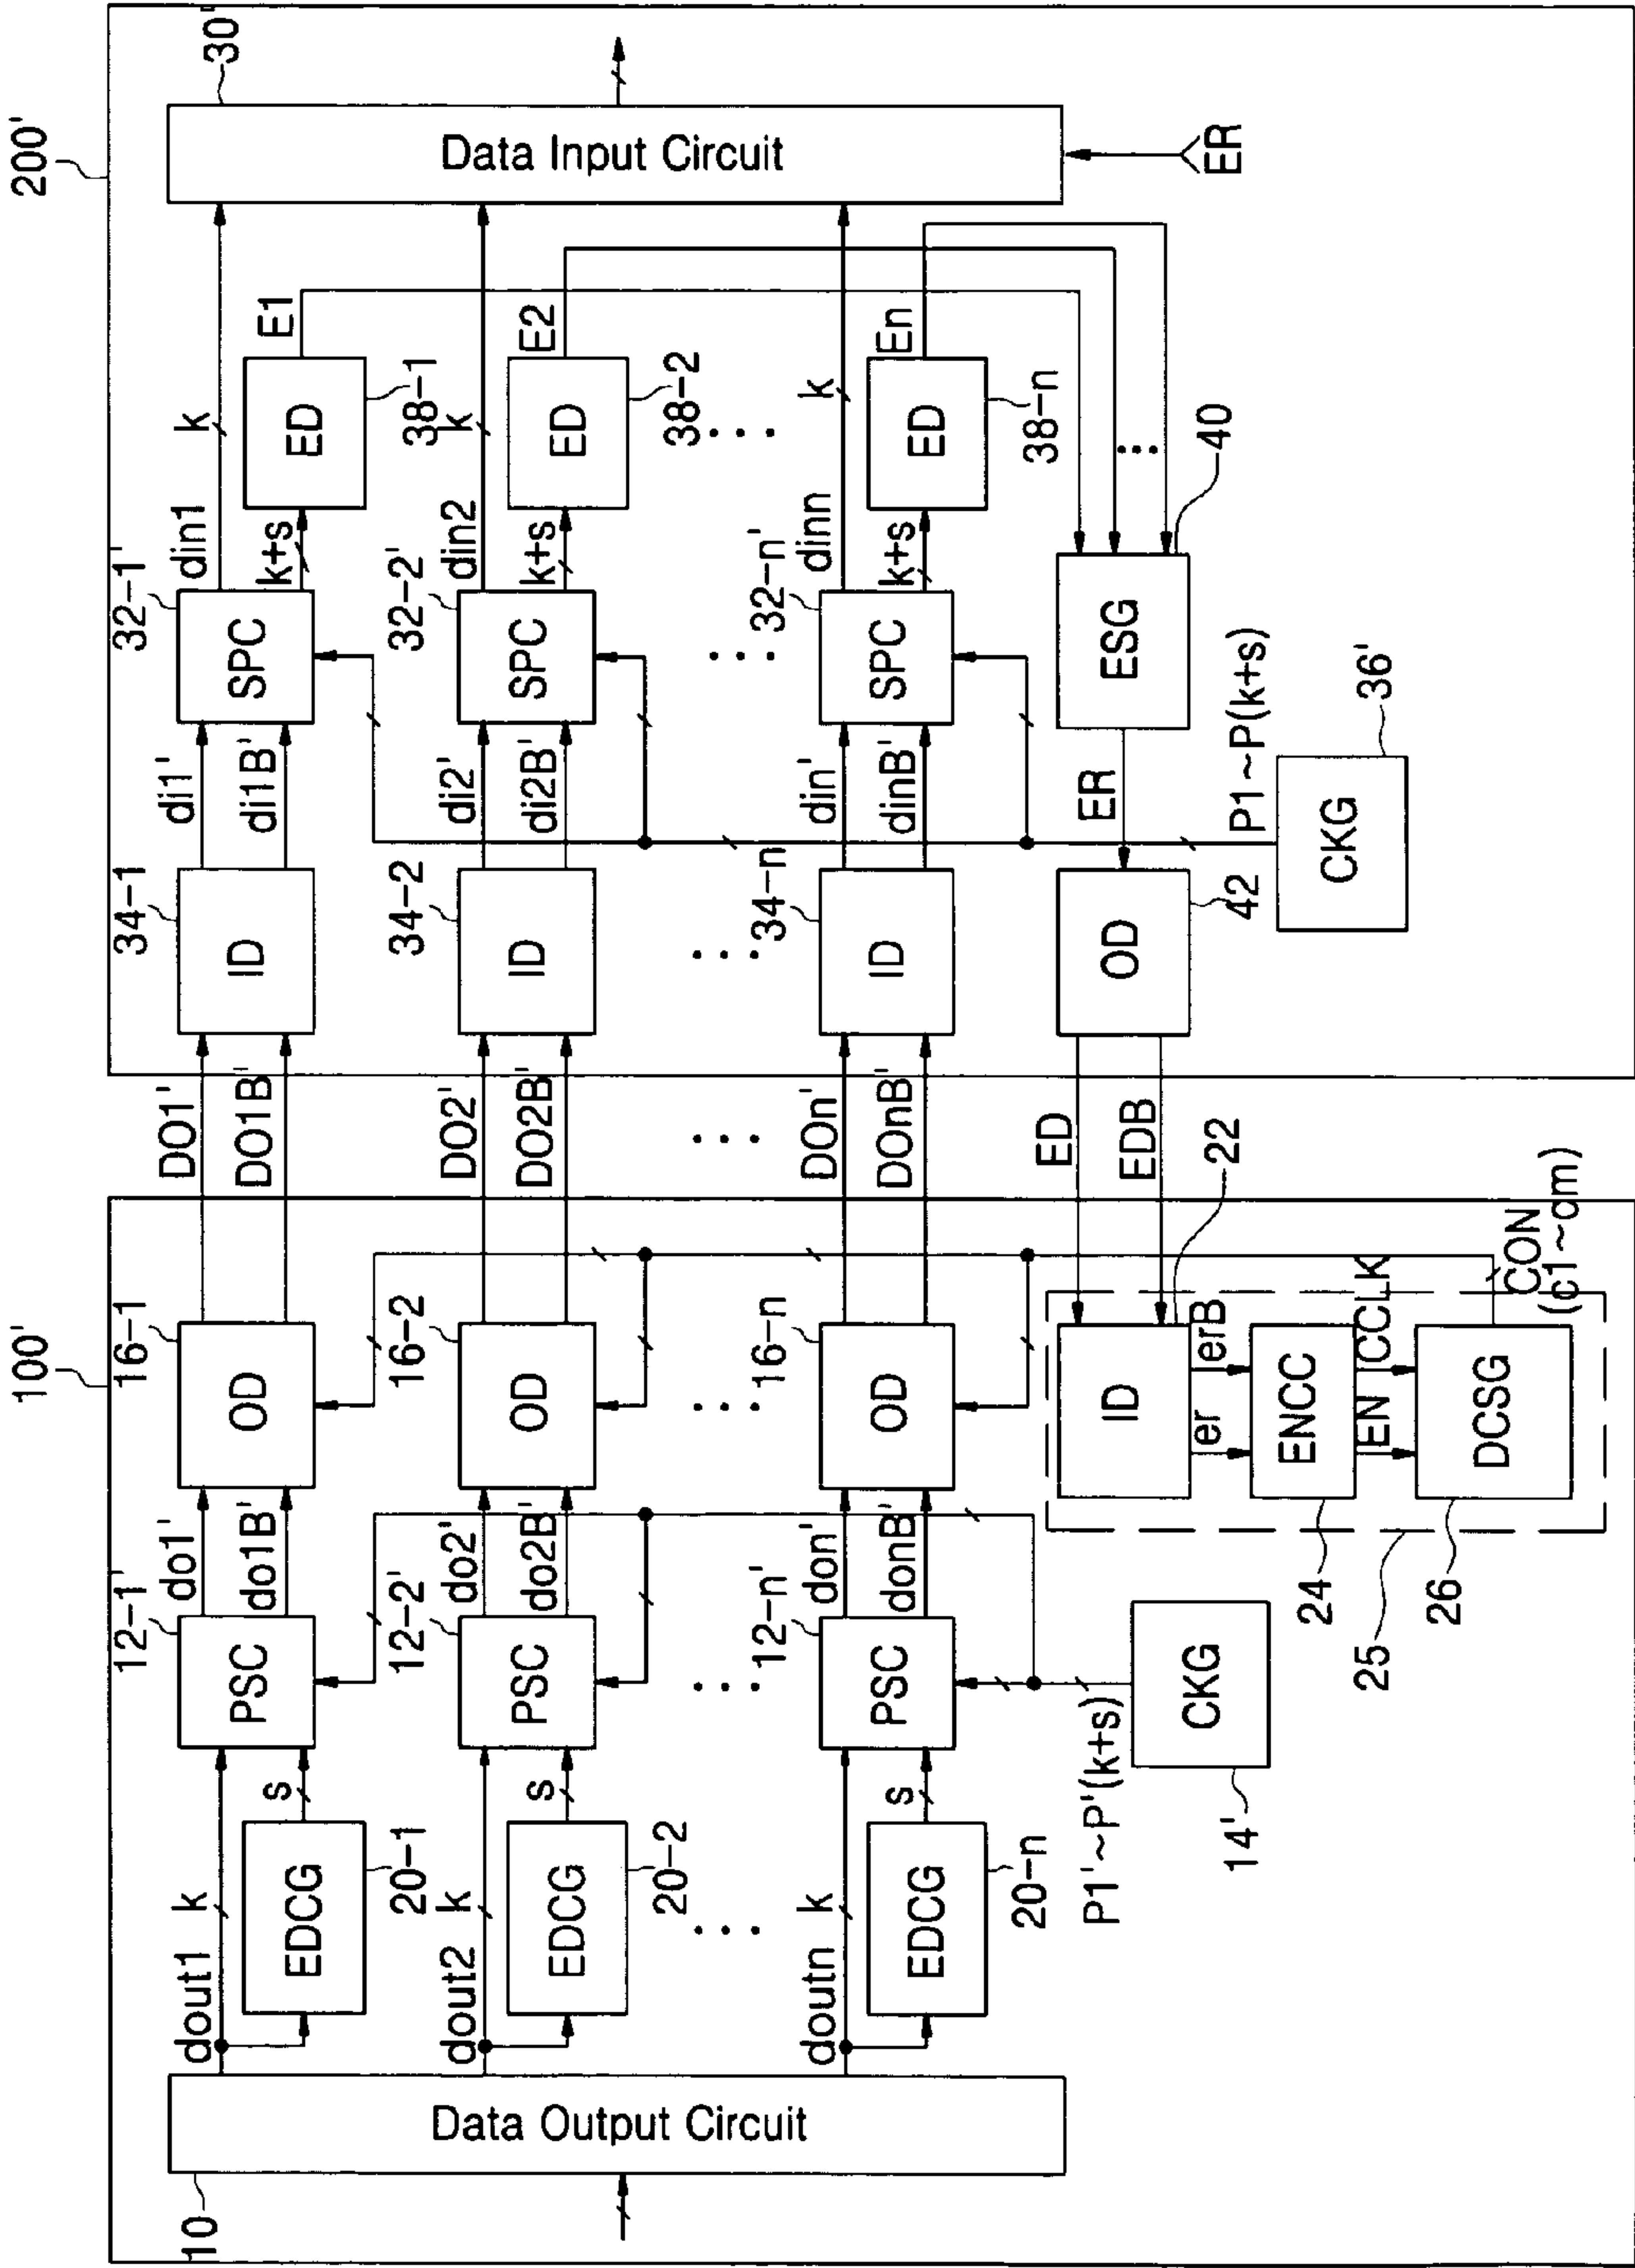 100'
200'
10
Data Output Circuit
dout1
k
EDCG
s
20-1
12-1'
PSC
do1'
do1B'
16-1
OD
DO1'
DO1B'
34-1
ID
di1'
di1B'
32-1'
SPC
din1
k
k+s
ED
E1
38-1
30
Data Input Circuit
dout2
k
EDCG
s
20-2
12-2'
PSC
do2'
do2B'
16-2
OD
DO2'
DO2B'
34-2
ID
di2'
di2B'
32-2'
SPC
din2
k
k+s
ED
E2
38-2
doutn
k
EDCG
s
20-n
12-n'
PSC
don'
donB'
16-n
OD
DOn'
DOnB'
34-n
ID
din'
dinB'
32-n'
SPC
dinn
k
k+s
ED
En
38-n
ER
P1'~P'(k+s)
CKG
14'
ID
22
er
erB
ENCC
24
EN
CCLK
DCSG
26
25
CON
(c1~cm)
ED
EDB
OD
42
ER
ESG
40
P1~P(k+s)
CKG
36'